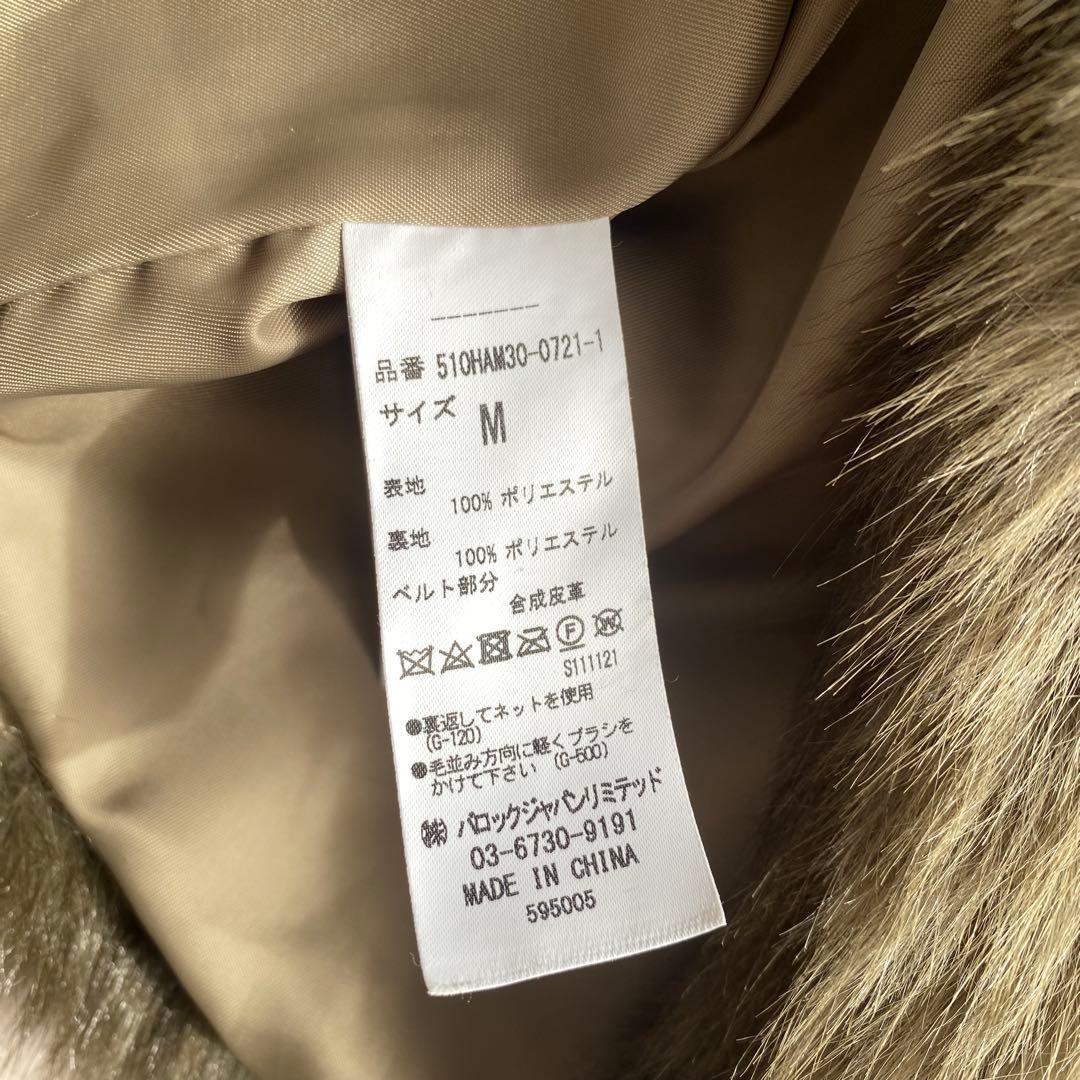 -------
品番 510HAM30-0721-1
サイズ M
表地
100% ポリエステル
裏地
100% ポリエステル
ベルト部分
合成皮革
F W
S111121
●裏返してネットを使用
(G-120)
●毛並み方向に軽くブラシを
かけて下さい (G-500)
㈱ バロックジャパンリミテッド
03-6730-9191
MADE IN CHINA
595005